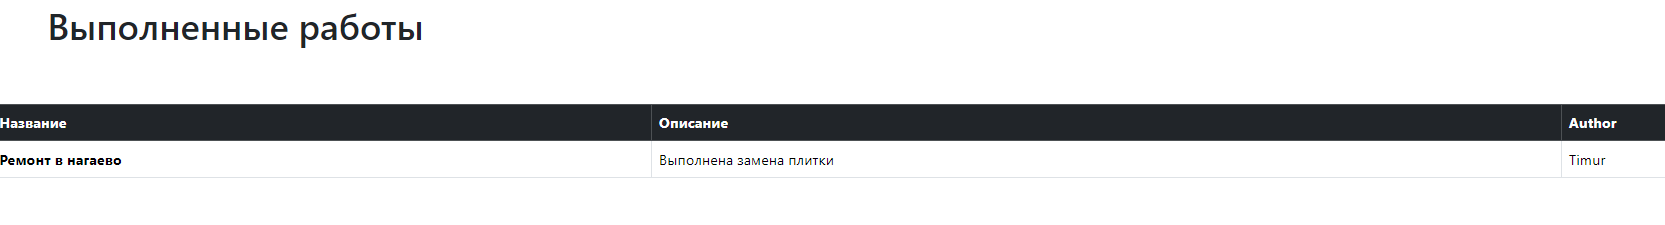 Выполненные работы
Название Описание Author
Ремонт в нагаево Выполнена замена плитки Timur